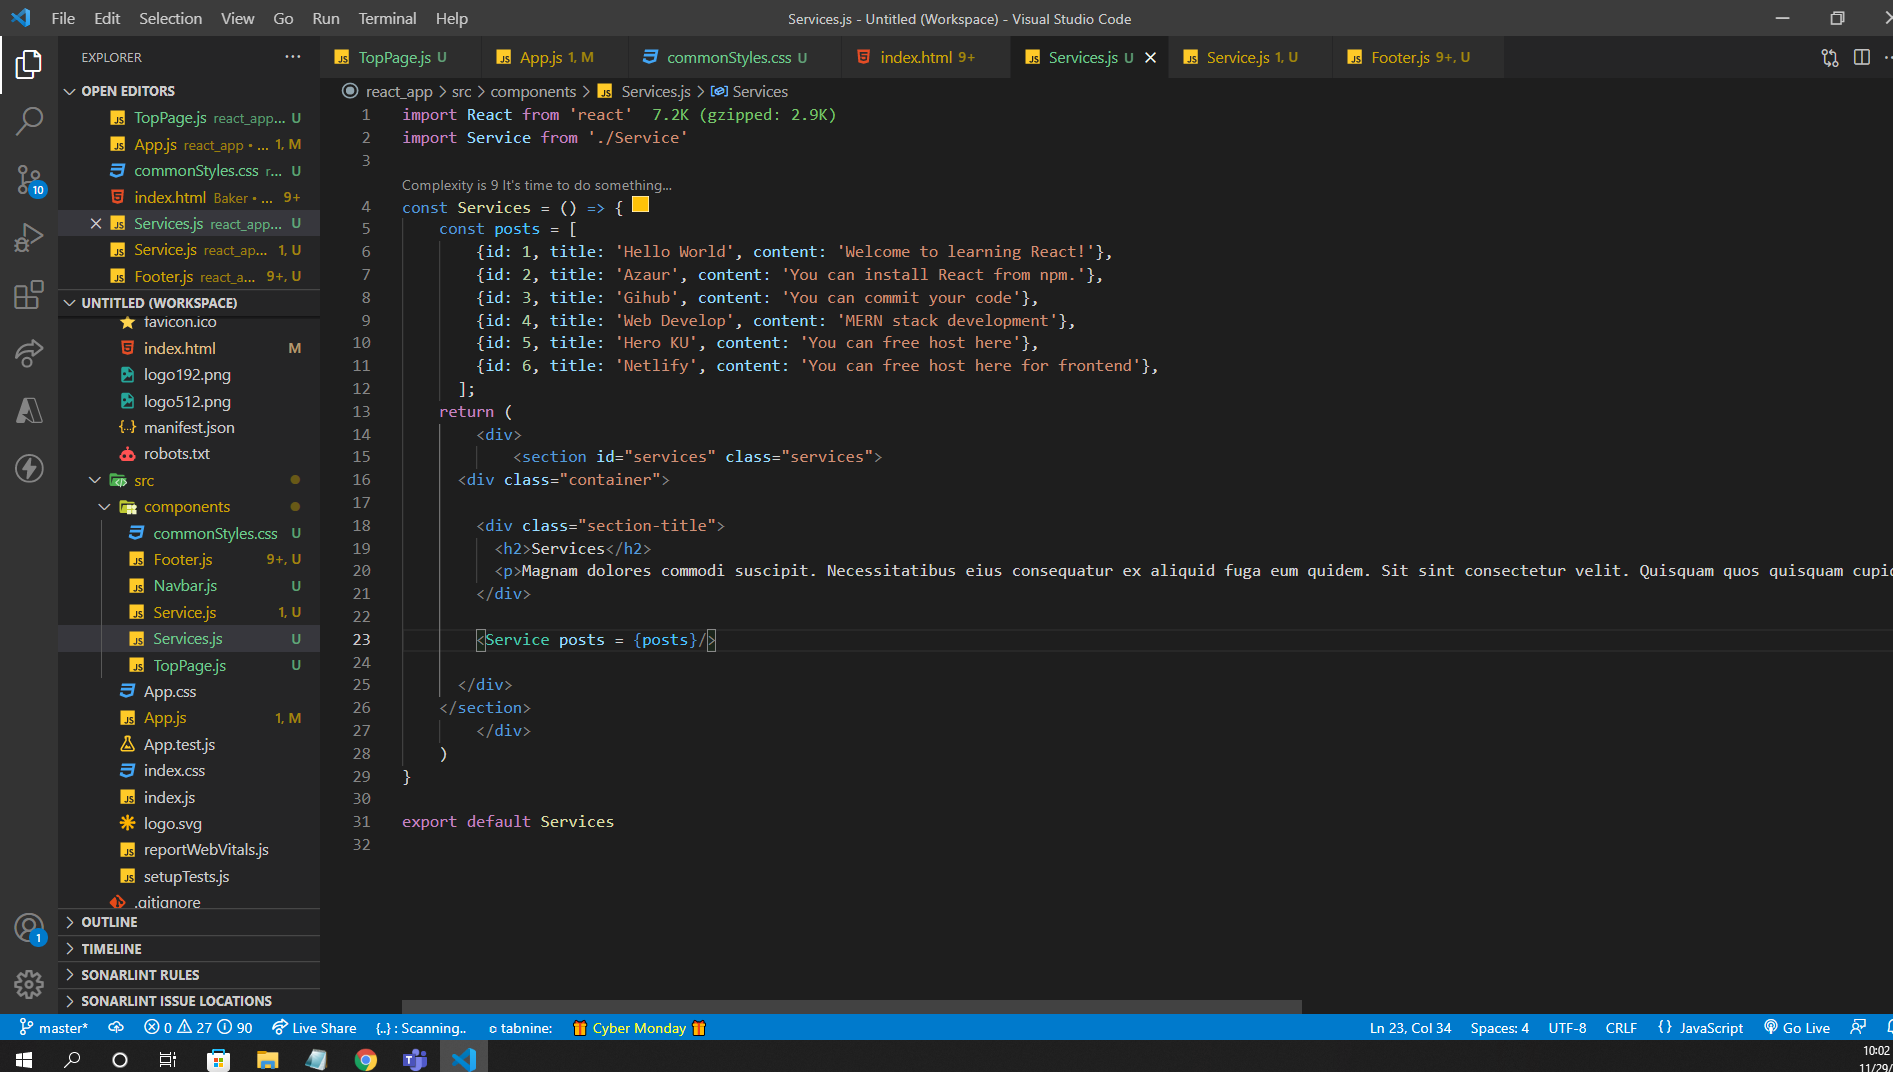 File Edit Selection View Go Run Terminal Help
Services.js - Untitled (Workspace) - Visual Studio Code
EXPLORER
OPEN EDITORS
TopPage.js react_app... U
App.js react_app • ... 1, M
commonStyles.css r... U
index.html Baker • ... 9+
Services.js react_app... U
Service.js react_ap... 1, U
Footer.js react_a... 9+, U
UNTITLED (WORKSPACE)
favicon.ico
index.html M
logo192.png
logo512.png
manifest.json
robots.txt
src
components
commonStyles.css U
Footer.js 9+, U
Navbar.js U
Service.js 1, U
Services.js U
TopPage.js U
App.css
App.js 1, M
App.test.js
index.css
index.js
logo.svg
reportWebVitals.js
setupTests.js
.gitignore
OUTLINE
TIMELINE
SONARLINT RULES
SONARLINT ISSUE LOCATIONS
10
1
TopPage.js U App.js 1, M commonStyles.css U index.html 9+ Services.js U Service.js 1, U Footer.js 9+, U
react_app > src > components > Services.js > Services
1 import React from 'react' 7.2K (gzipped: 2.9K)
2 import Service from './Service'
3
Complexity is 9 It's time to do something...
4 const Services = () => {
5 const posts = [
6 {id: 1, title: 'Hello World', content: 'Welcome to learning React!'},
7 {id: 2, title: 'Azaur', content: 'You can install React from npm.'},
8 {id: 3, title: 'Gihub', content: 'You can commit your code'},
9 {id: 4, title: 'Web Develop', content: 'MERN stack development'},
10 {id: 5, title: 'Hero KU', content: 'You can free host here'},
11 {id: 6, title: 'Netlify', content: 'You can free host here for frontend'},
12 ];
13 return (
14 <div>
15 <section id="services" class="services">
16 <div class="container">
17
18 <div class="section-title">
19 <h2>Services</h2>
20 <p>Magnam dolores commodi suscipit. Necessitatibus eius consequatur ex aliquid fuga eum quidem. Sit sint consectetur velit. Quisquam quos quisquam cupid
21 </div>
22
23 <Service posts = {posts}/>
24
25 </div>
26 </section>
27 </div>
28 )
29 }
30
31 export default Services
32
master* 0 27 90 Live Share {..} : Scanning.. tabnine: Cyber Monday
Ln 23, Col 34 Spaces: 4 UTF-8 CRLF {} JavaScript Go Live
10:02
11/29/